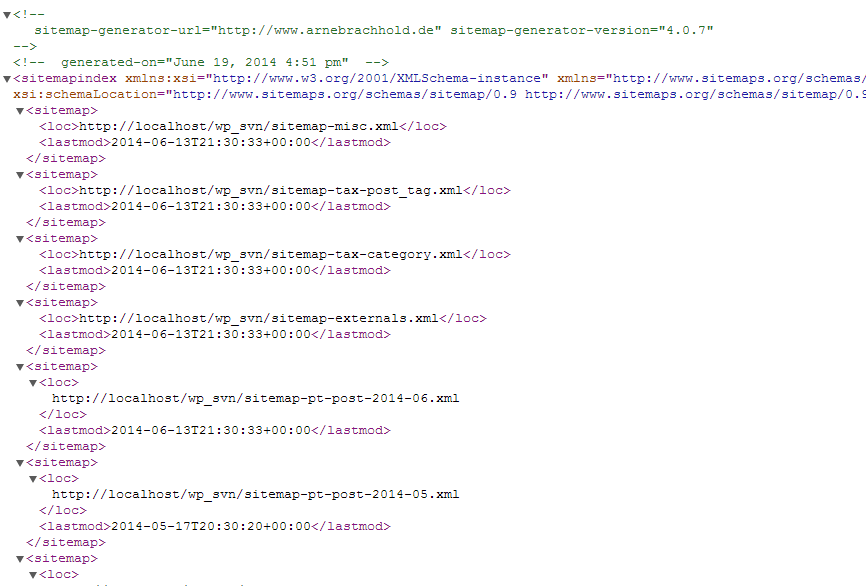 ▼<!--
sitemap-generator-url="http://www.arnebrachhold.de" sitemap-generator-version="4.0.7"
-->
<!-- generated-on="June 19, 2014 4:51 pm" -->
▼<sitemapindex xmlns:xsi="http://www.w3.org/2001/XMLSchema-instance" xmlns="http://www.sitemaps.org/schemas/
xsi:schemaLocation="http://www.sitemaps.org/schemas/sitemap/0.9 http://www.sitemaps.org/schemas/sitemap/0.9
▼<sitemap>
<loc>http://localhost/wp_svn/sitemap-misc.xml</loc>
<lastmod>2014-06-13T21:30:33+00:00</lastmod>
</sitemap>
▼<sitemap>
<loc>http://localhost/wp_svn/sitemap-tax-post_tag.xml</loc>
<lastmod>2014-06-13T21:30:33+00:00</lastmod>
</sitemap>
▼<sitemap>
<loc>http://localhost/wp_svn/sitemap-tax-category.xml</loc>
<lastmod>2014-06-13T21:30:33+00:00</lastmod>
</sitemap>
▼<sitemap>
<loc>http://localhost/wp_svn/sitemap-externals.xml</loc>
<lastmod>2014-06-13T21:30:33+00:00</lastmod>
</sitemap>
▼<sitemap>
▼<loc>
http://localhost/wp_svn/sitemap-pt-post-2014-06.xml
</loc>
<lastmod>2014-06-13T21:30:33+00:00</lastmod>
</sitemap>
▼<sitemap>
▼<loc>
http://localhost/wp_svn/sitemap-pt-post-2014-05.xml
</loc>
<lastmod>2014-05-17T20:30:20+00:00</lastmod>
</sitemap>
▼<sitemap>
▼<loc>